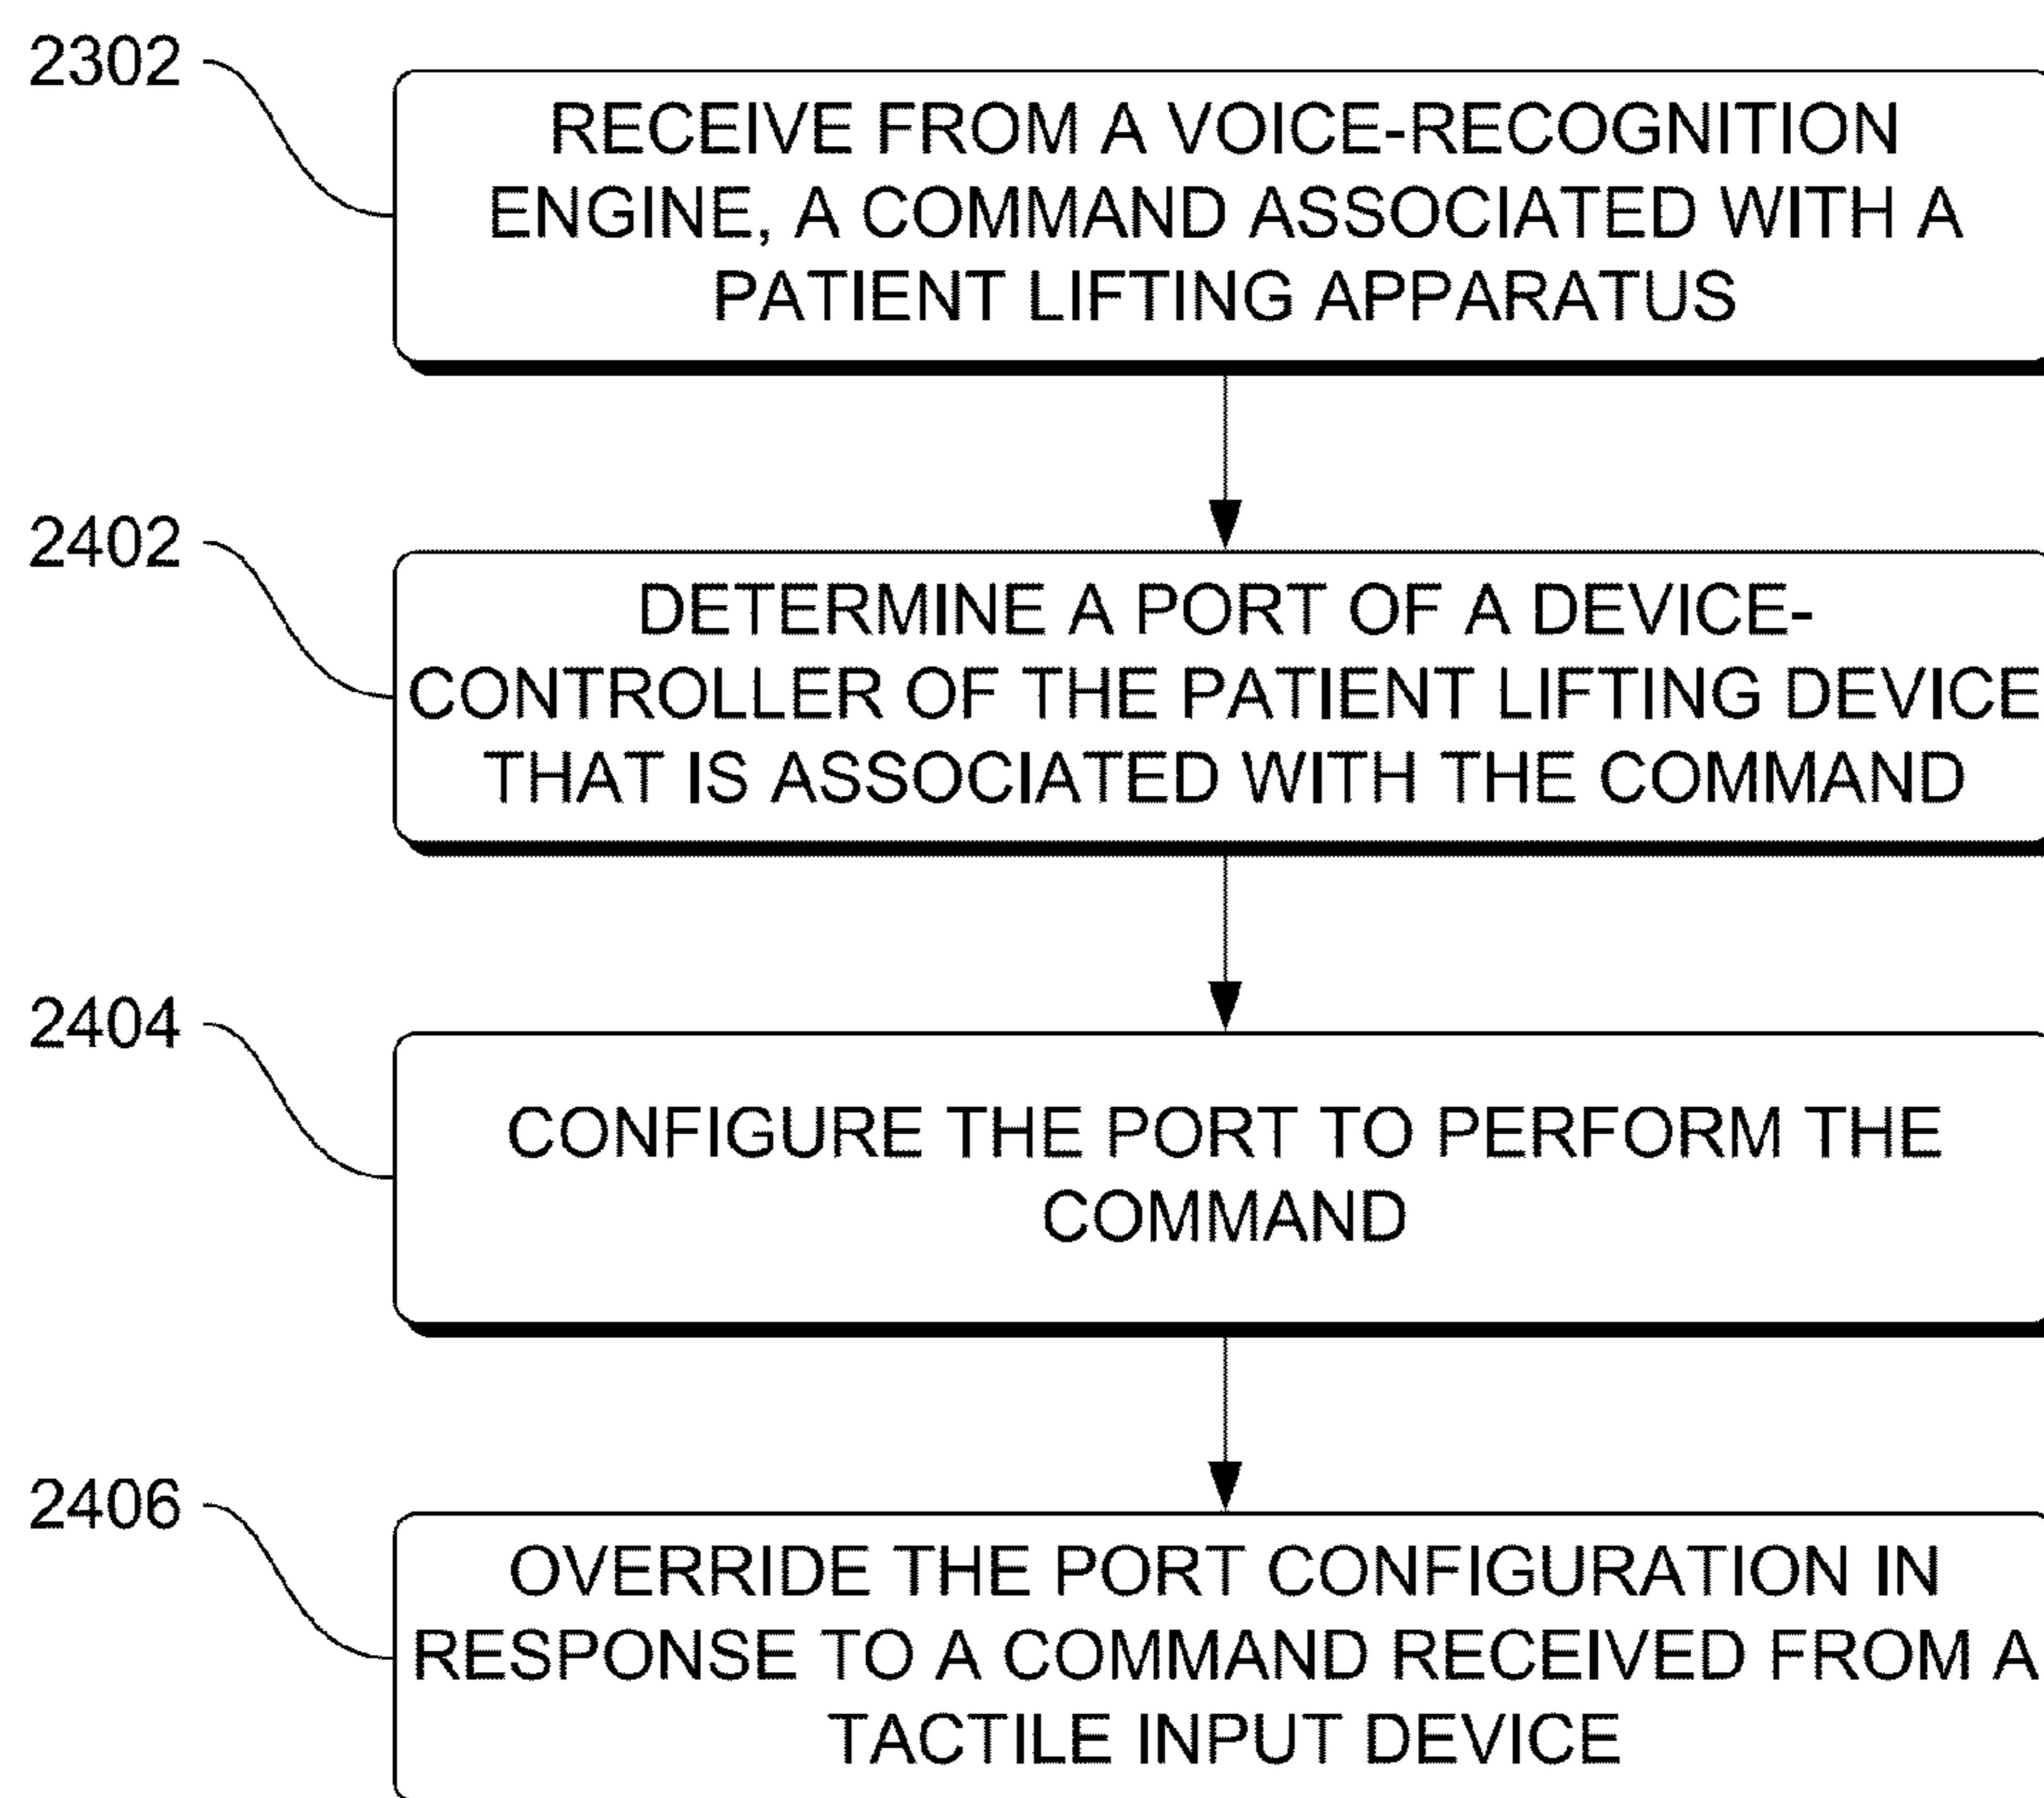 2302
RECEIVE FROM A VOICE-RECOGNITION
ENGINE, A COMMAND ASSOCIATED WITH A
PATIENT LIFTING APPARATUS
2402
DETERMINE A PORT OF A DEVICE-
CONTROLLER OF THE PATIENT LIFTING DEVICE
THAT IS ASSOCIATED WITH THE COMMAND
2404
CONFIGURE THE PORT TO PERFORM THE
COMMAND
2406
OVERRIDE THE PORT CONFIGURATION IN
RESPONSE TO A COMMAND RECEIVED FROM A
TACTILE INPUT DEVICE